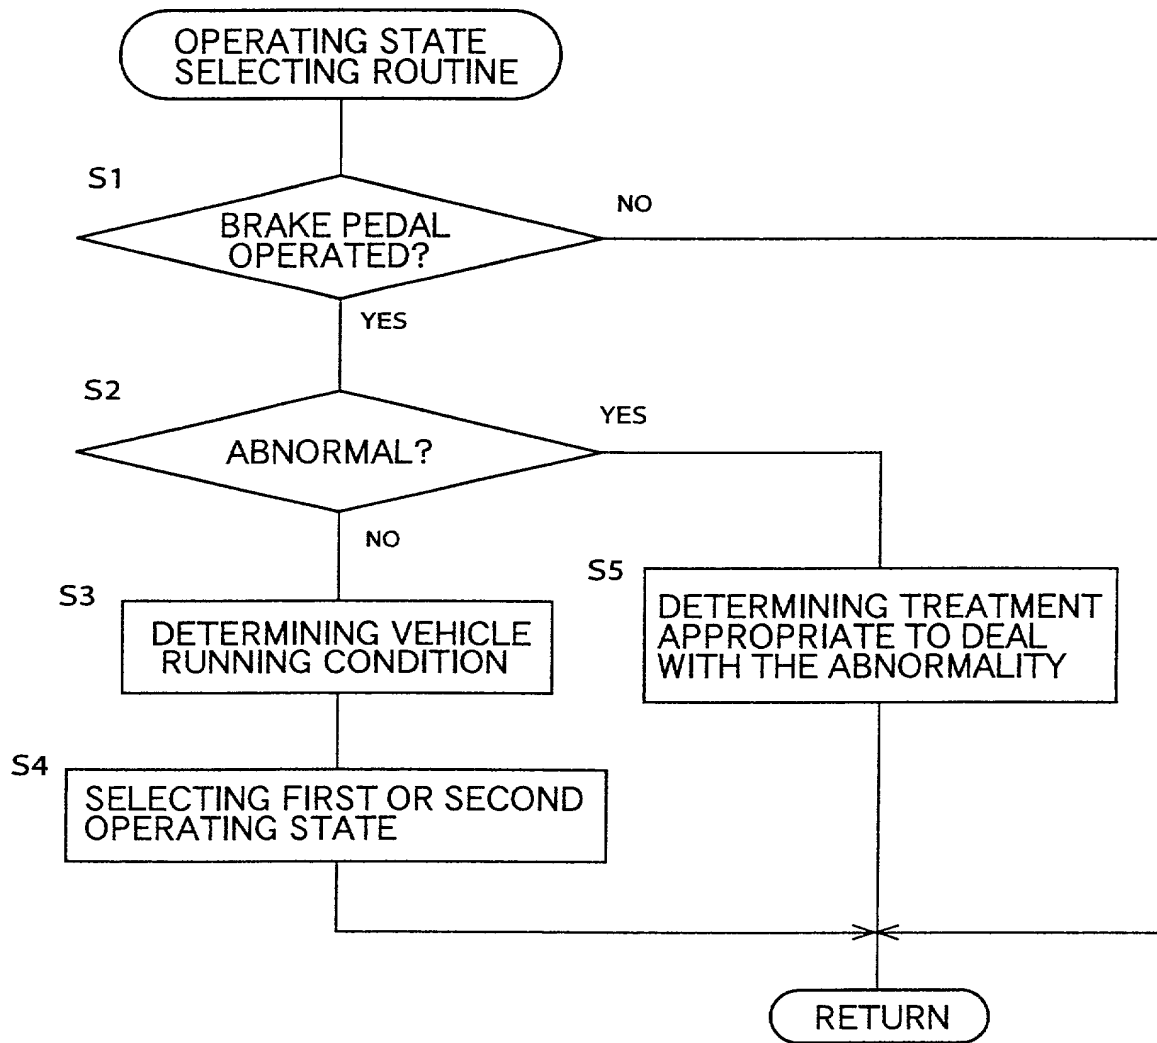 OPERATING STATE
SELECTING ROUTINE
S1
NO
BRAKE PEDAL
OPERATED?
YES
S2
YES
ABNORMAL?
NO
S3
DETERMINING VEHICLE
RUNNING CONDITION
S5
DETERMINING TREATMENT
APPROPRIATE TO DEAL
WITH THE ABNORMALITY
S4
SELECTING FIRST OR SECOND
OPERATING STATE
RETURN